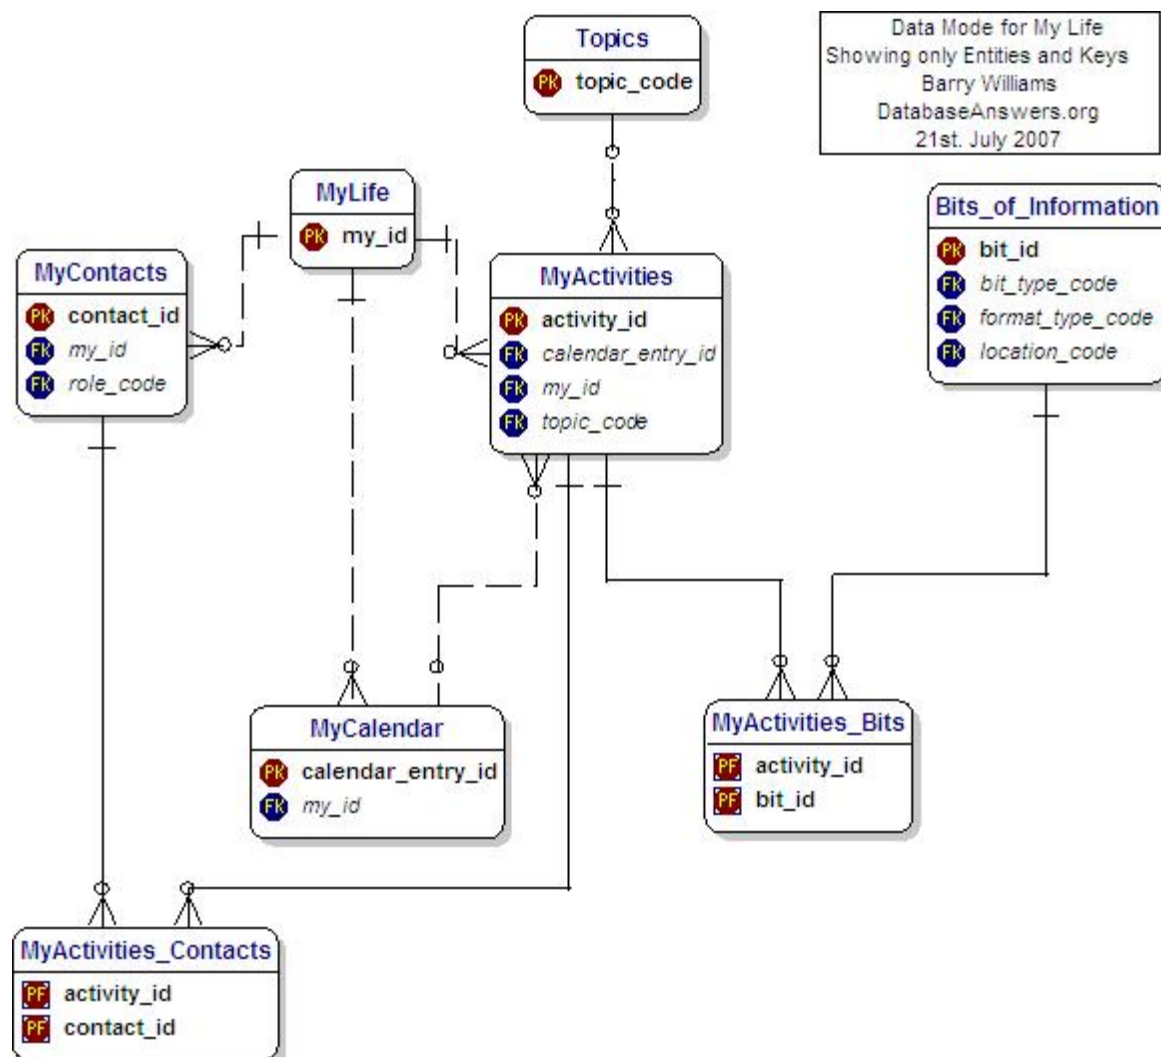 Topics
PK topic_code
Data Mode for My Life
Showing only Entities and Keys
Barry Williams
DatabaseAnswers.org
21st. July 2007
MyLife
PK my_id
Bits_of_Information
PK bit_id
FK bit_type_code
FK format_type_code
FK location_code
MyContacts
PK contact_id
FK my_id
FK role_code
MyActivities
PK activity_id
FK calendar_entry_id
FK my_id
FK topic_code
MyCalendar
PK calendar_entry_id
FK my_id
MyActivities_Bits
PF activity_id
PF bit_id
MyActivities_Contacts
PF activity_id
PF contact_id